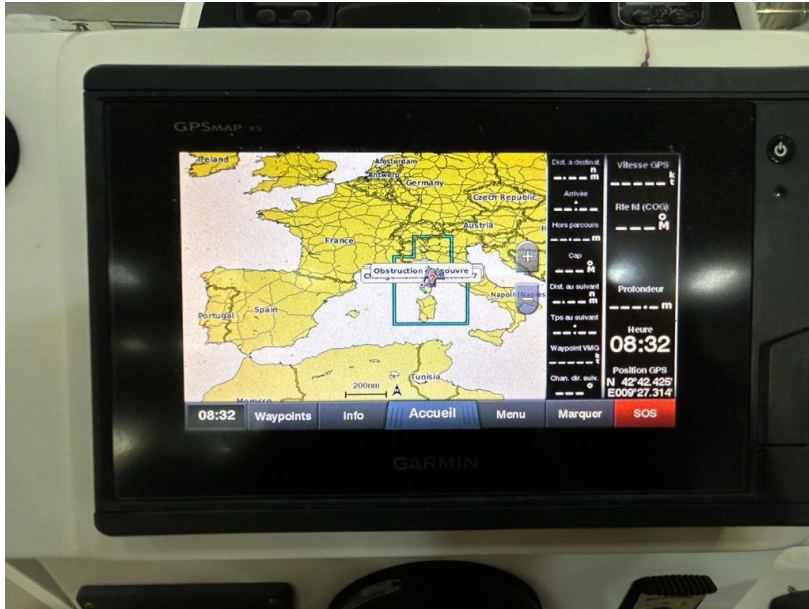 GPSMAP XS
Ireland
Amsterdam
Antwerp
Germany
Czech Republic
Austria
France
Obstruction découvre
Napoli(Naples
Portugal
Spain
Tunisia
Morocco
200nm
Dist. à destinat.
n
m
Arrivée
Hors parcours
m
Cap
M
Dist. au suivant
n
m
Tps au suivant
Waypoint VMG
k
t
Chan. dir. suiv.
Vitesse GPS
k
t
Rte fd (COG)
M
Profondeur
m
Heure
08:32
Position GPS
N 42°42.425'
E009°27.314'
08:32
Waypoints
Info
Accueil
Menu
Marquer
SOS
GARMIN